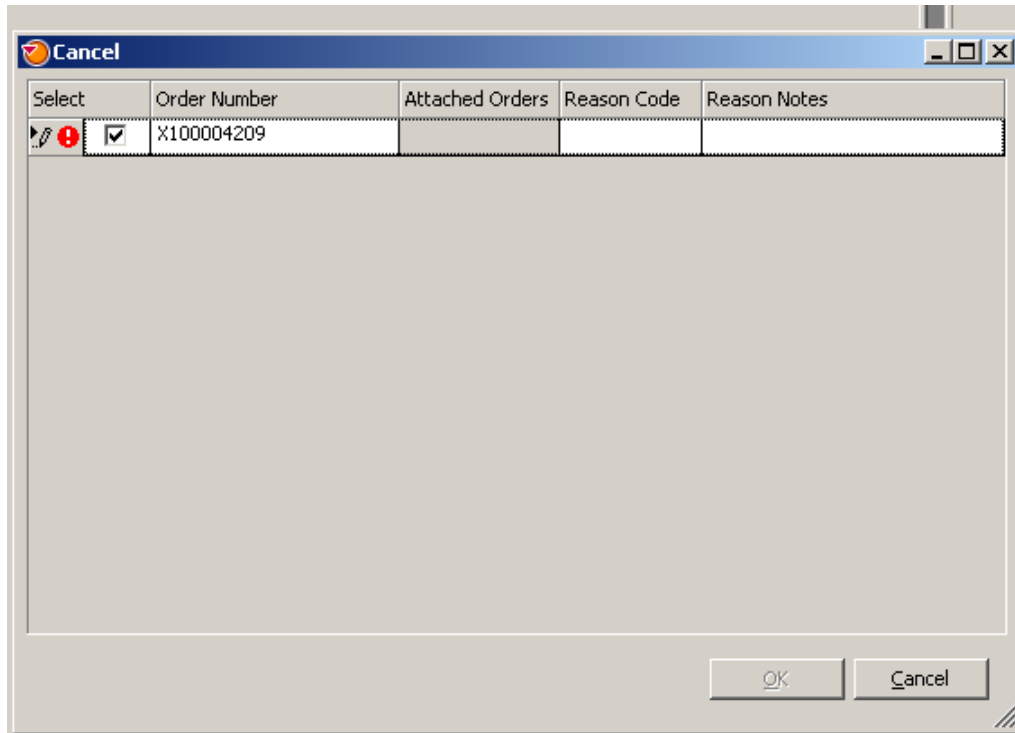 Cancel
Select Order Number Attached Orders Reason Code Reason Notes
X100004209
OK Cancel